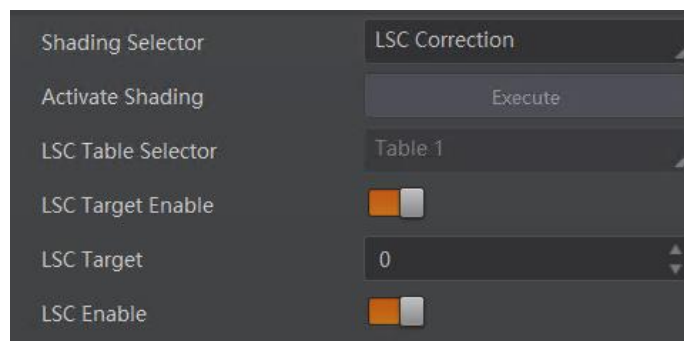 Shading Selector LSC Correction
Activate Shading Execute
LSC Table Selector Table 1
LSC Target Enable
LSC Target 0
LSC Enable